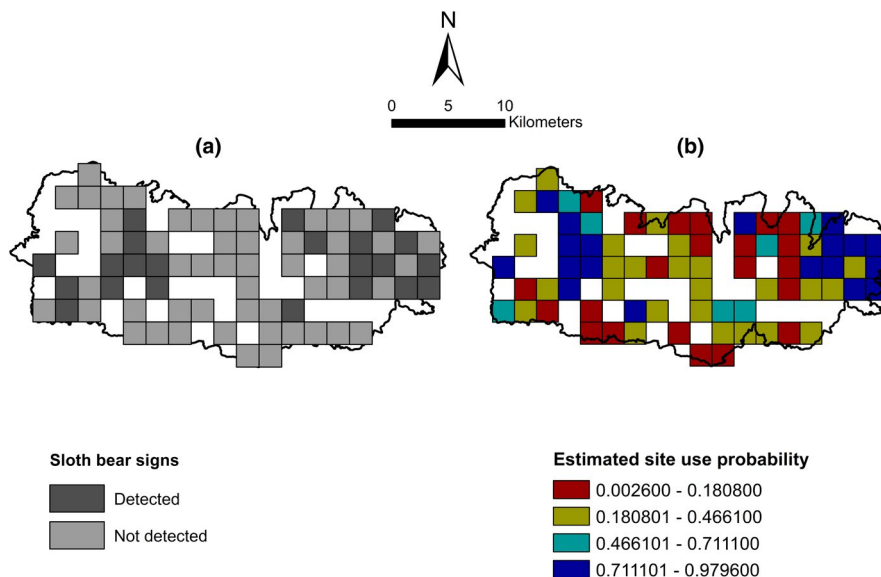 N
0 5 10
Kilometers
(a) (b)
Sloth bear signs
Detected
Not detected
Estimated site use probability
0.002600 - 0.180800
0.180801 - 0.466100
0.466101 - 0.711100
0.711101 - 0.979600